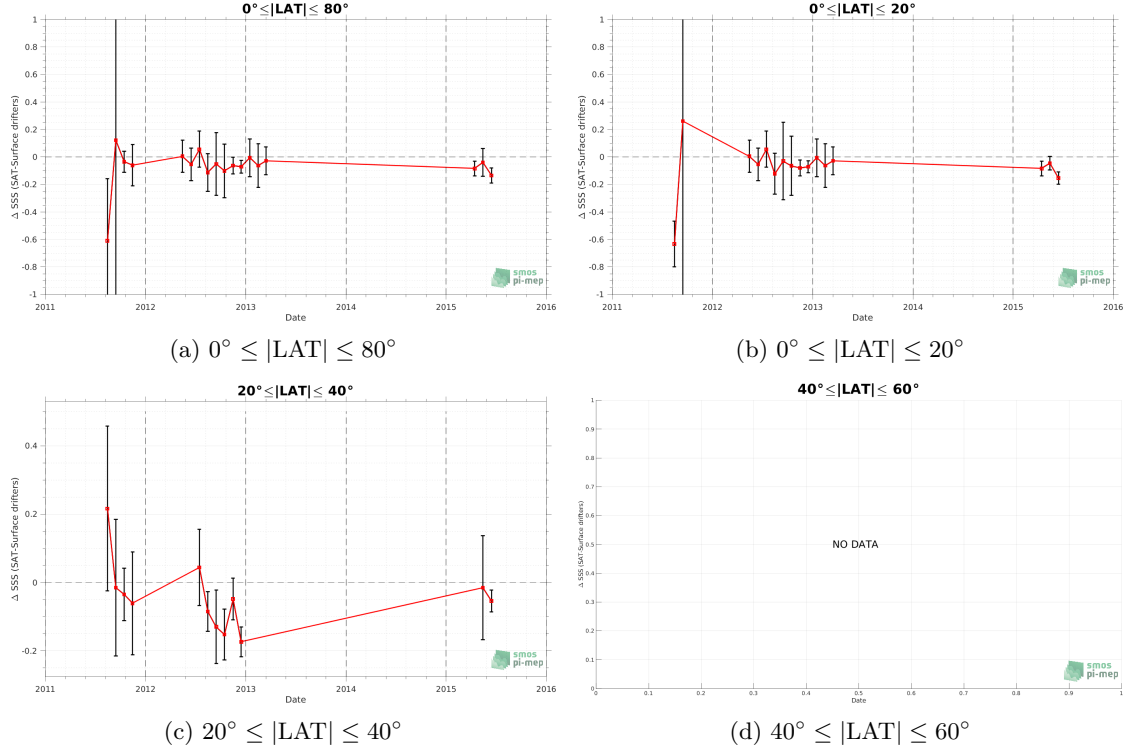 0°≤|LAT|≤ 80°
1
0.8
0.6
0.4
0.2
0
-0.2
-0.4
-0.6
-0.8
-1
Δ SSS (SAT-Surface drifters)
2011
2012
2013
2014
2015
2016
Date
smos
pi-mep
(a) 0° ≤ |LAT| ≤ 80°
0°≤|LAT|≤ 20°
1
0.8
0.6
0.4
0.2
0
-0.2
-0.4
-0.6
-0.8
-1
Δ SSS (SAT-Surface drifters)
2011
2012
2013
2014
2015
2016
Date
smos
pi-mep
(b) 0° ≤ |LAT| ≤ 20°
20°≤|LAT|≤ 40°
0.4
0.2
0
-0.2
Δ SSS (SAT-Surface drifters)
2011
2012
2013
2014
2015
2016
Date
smos
pi-mep
(c) 20° ≤ |LAT| ≤ 40°
40°≤|LAT|≤ 60°
1
0.9
0.8
0.7
0.6
0.5
0.4
0.3
0.2
0.1
0
Δ SSS (SAT-Surface drifters)
NO DATA
0
0.1
0.2
0.3
0.4
0.5
0.6
0.7
0.8
0.9
1
Date
smos
pi-mep
(d) 40° ≤ |LAT| ≤ 60°